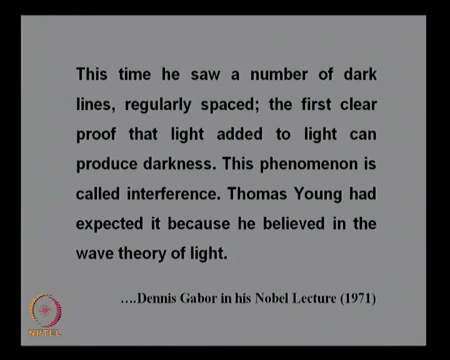 This time he saw a number of dark
lines, regularly spaced; the first clear
proof that light added to light can
produce darkness. This phenomenon is
called interference. Thomas Young had
expected it because he believed in the
wave theory of light.
....Dennis Gabor in his Nobel Lecture (1971)
NPTEL